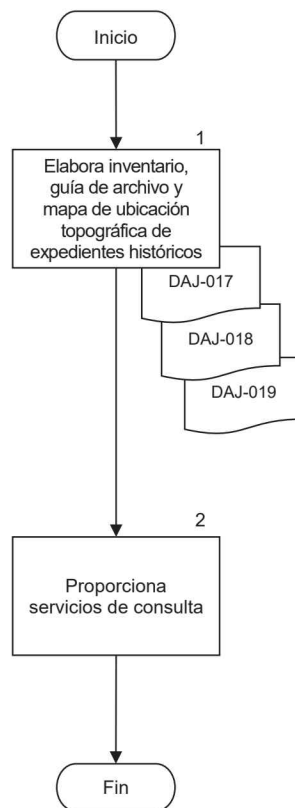 Inicio
1
Elabora inventario,
guía de archivo y
mapa de ubicación
topográfica de
expedientes históricos
DAJ-017
DAJ-018
DAJ-019
2
Proporciona
servicios de consulta
Fin